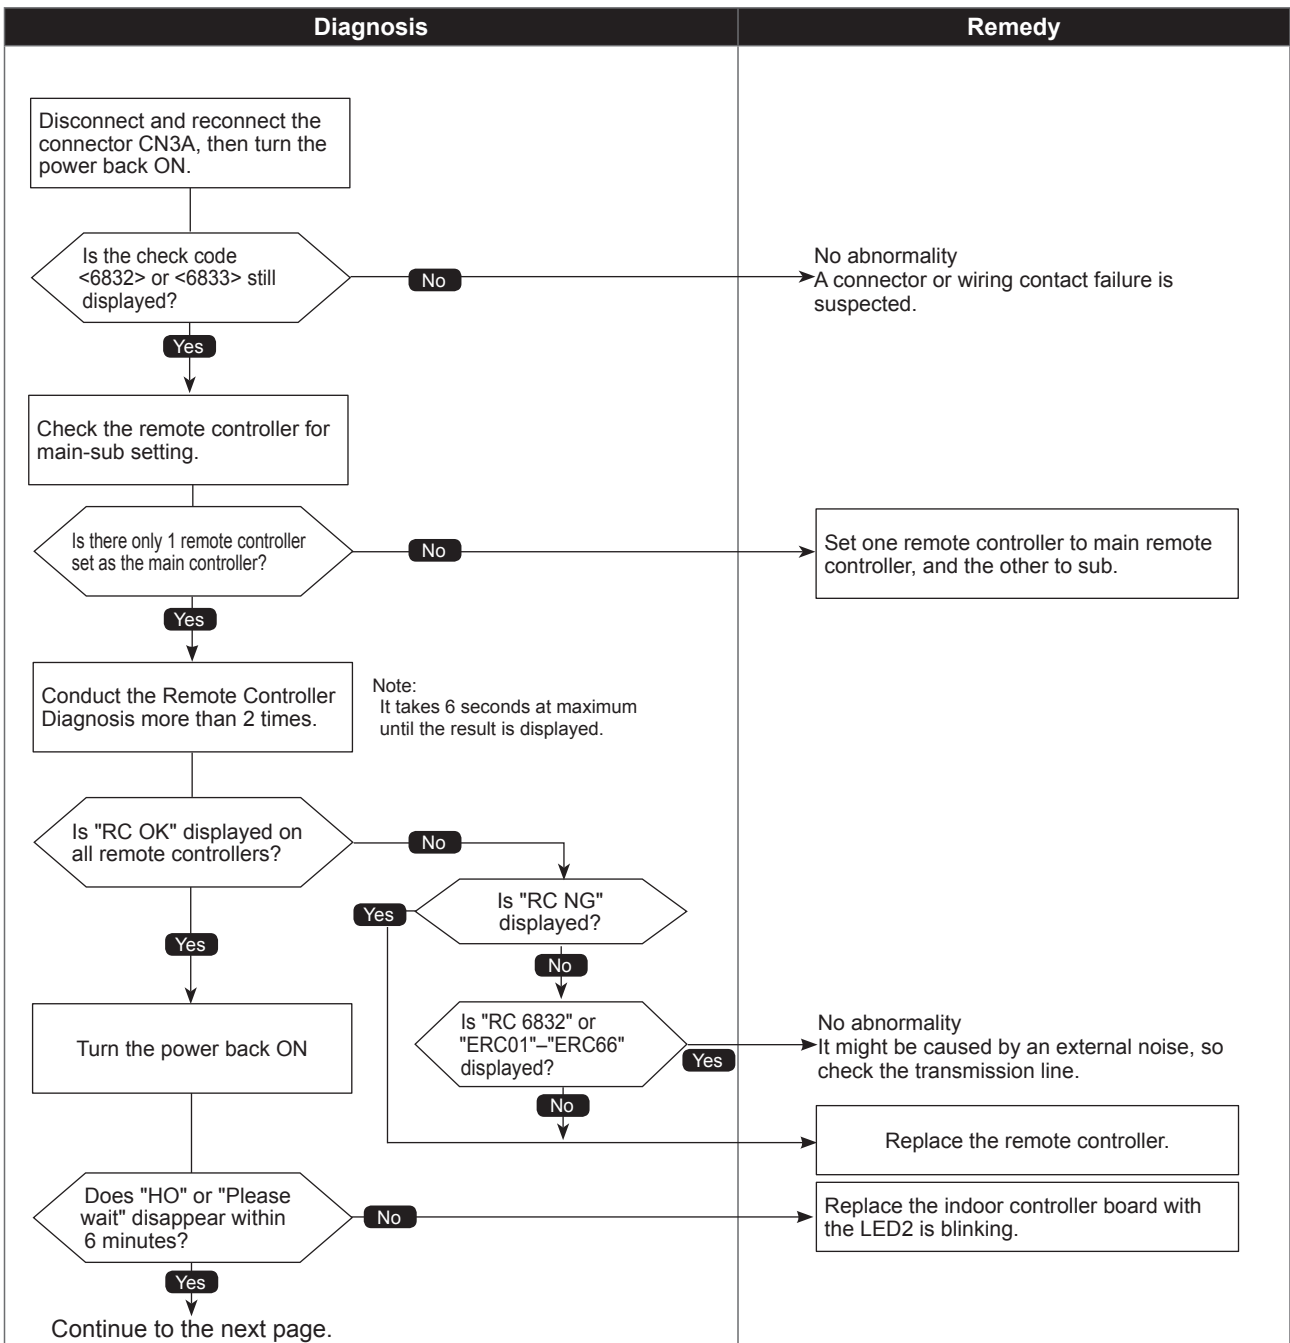 Diagnosis
Remedy
Disconnect and reconnect the
connector CN3A, then turn the
power back ON.
Is the check code
<6832> or <6833> still
displayed?
No
No abnormality
A connector or wiring contact failure is
suspected.
Yes
Check the remote controller for
main-sub setting.
Is there only 1 remote controller
set as the main controller?
No
Set one remote controller to main remote
controller, and the other to sub.
Yes
Conduct the Remote Controller
Diagnosis more than 2 times.
Note:
It takes 6 seconds at maximum
until the result is displayed.
Is "RC OK" displayed on
all remote controllers?
No
Is "RC NG"
displayed?
Yes
Yes
No
Turn the power back ON
Is "RC 6832" or
"ERC01"–"ERC66"
displayed?
Yes
No abnormality
It might be caused by an external noise, so
check the transmission line.
No
Replace the remote controller.
Does "HO" or "Please
wait" disappear within
6 minutes?
No
Replace the indoor controller board with
the LED2 is blinking.
Yes
Continue to the next page.